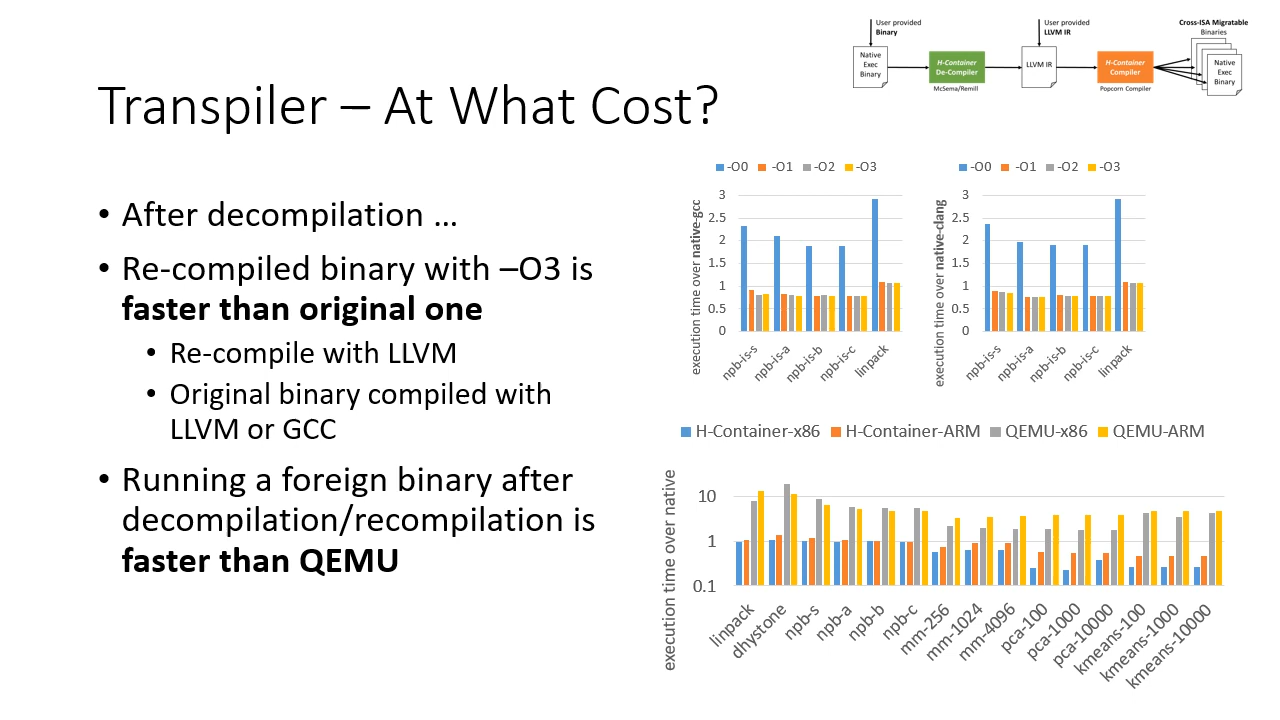 User provided
Binary
User provided
LLVM IR
Cross-ISA Migratable
Binaries
Native
Exec
Binary
H-Container
De-Compiler
LLVM IR
H-Container
Compiler
Native
Exec
Binary
McSema/Remill
Popcorn Compiler
Transpiler – At What Cost?
• After decompilation …
• Re-compiled binary with –O3 is
faster than original one
• Re-compile with LLVM
• Original binary compiled with
LLVM or GCC
• Running a foreign binary after
decompilation/recompilation is
faster than QEMU
-O0 -O1 -O2 -O3
execution time over native-gcc
3
2.5
2
1.5
1
0.5
0
npb-is-s
npb-is-a
npb-is-b
npb-is-c
linpack
-O0 -O1 -O2 -O3
execution time over native-clang
3
2.5
2
1.5
1
0.5
0
npb-is-s
npb-is-a
npb-is-b
npb-is-c
linpack
H-Container-x86 H-Container-ARM QEMU-x86 QEMU-ARM
execution time over native
10
1
0.1
linpack
dhystone
npb-s
npb-a
npb-b
npb-c
mm-256
mm-1024
mm-4096
pca-100
pca-1000
pca-10000
kmeans-100
kmeans-1000
kmeans-10000